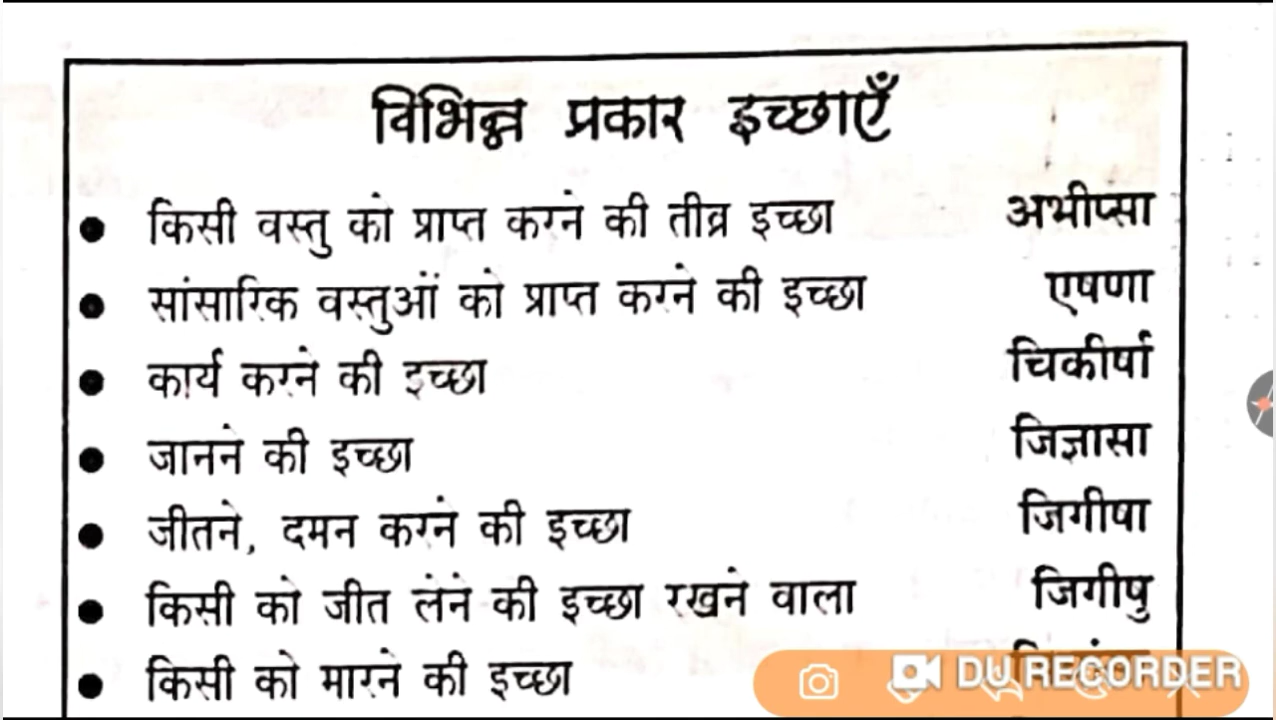 विभिन्न प्रकार इच्छाएँ
• किसी वस्तु को प्राप्त करने की तीव्र इच्छा अभीप्सा
• सांसारिक वस्तुओं को प्राप्त करने की इच्छा एषणा
• कार्य करने की इच्छा चिकीर्षा
• जानने की इच्छा जिज्ञासा
• जीतने, दमन करने की इच्छा जिगीषा
• किसी को जीत लेने की इच्छा रखने वाला जिगीषु
• किसी को मारने की इच्छा
DU RECORDER